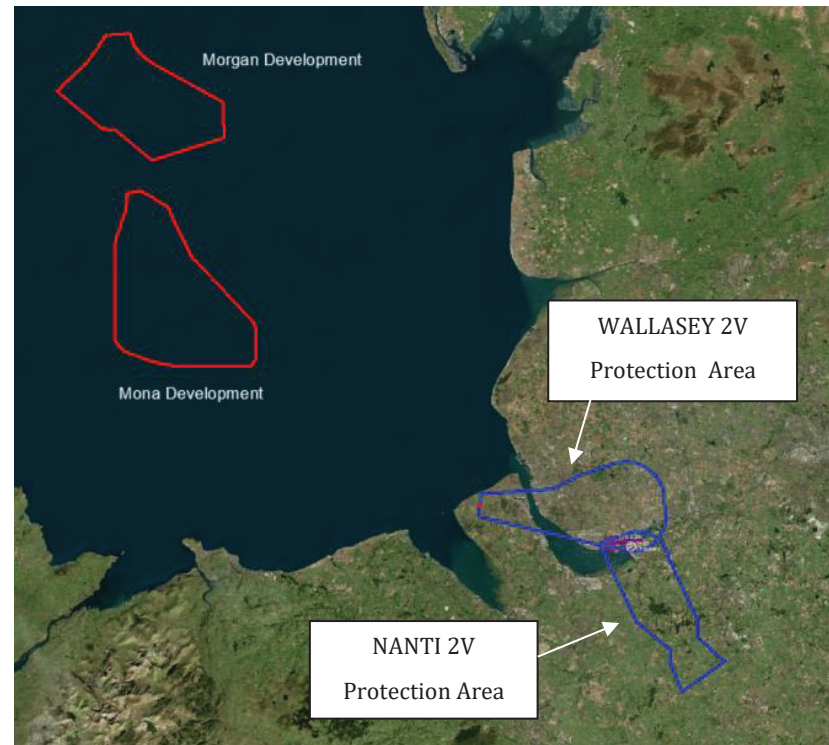 Morgan Development
WALLASEY 2V
Protection Area
Mona Development
NANTI 2V
Protection Area